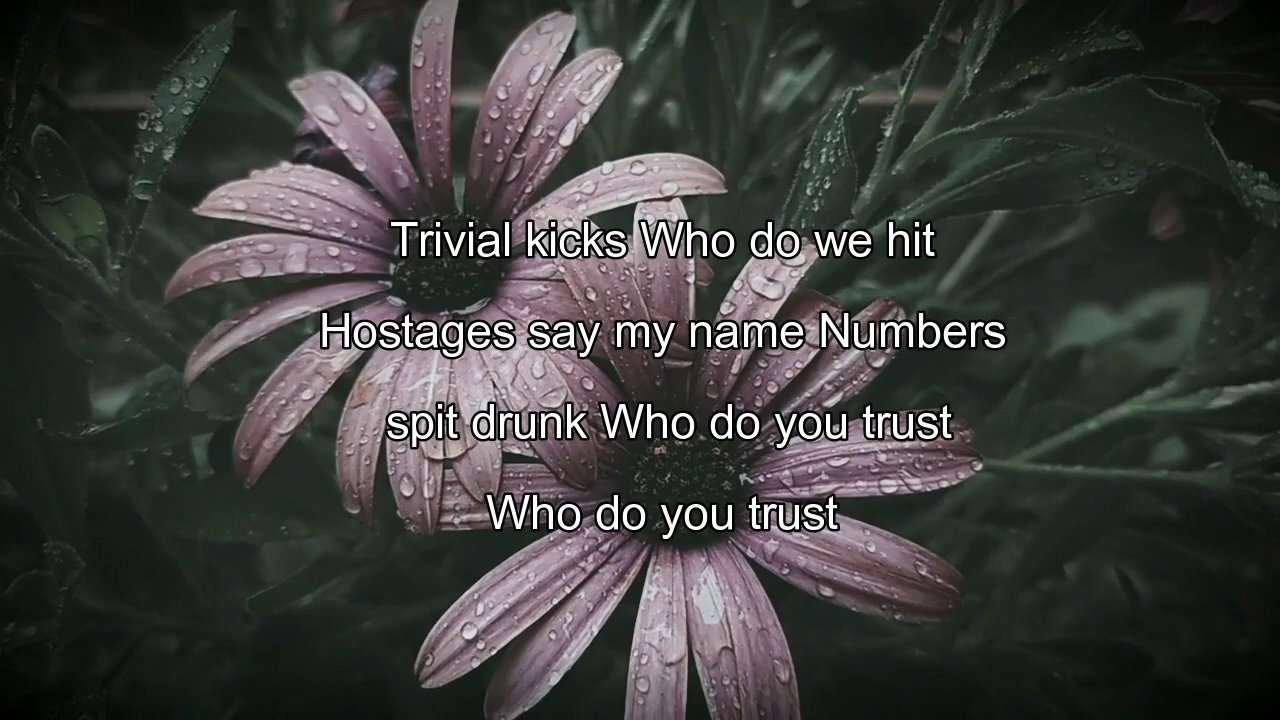 Trivial kicks Who do we hit
Hostages say my name Numbers
spit drunk Who do you trust
Who do you trust